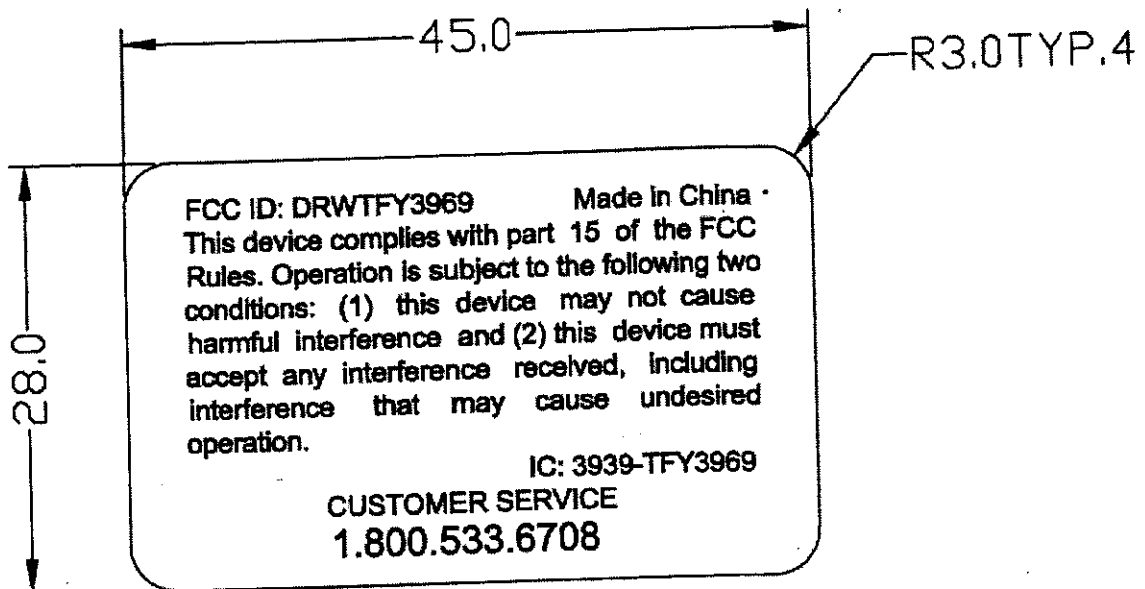 45.0
R3.0TYP.4
28.0
FCC ID: DRWTFY3969 Made in China
This device complies with part 15 of the FCC
Rules. Operation is subject to the following two
conditions: (1) this device may not cause
harmful interference and (2) this device must
accept any interference received, including
interference that may cause undesired
operation.
IC: 3939-TFY3969
CUSTOMER SERVICE
1.800.533.6708